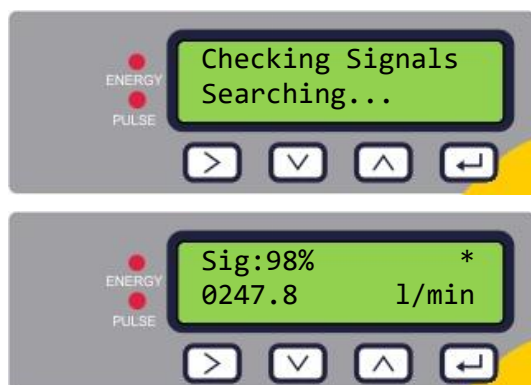 Checking Signals
ENERGY
Searching...
PULSE
Sig:98% *
ENERGY
0247.8 l/min
PULSE